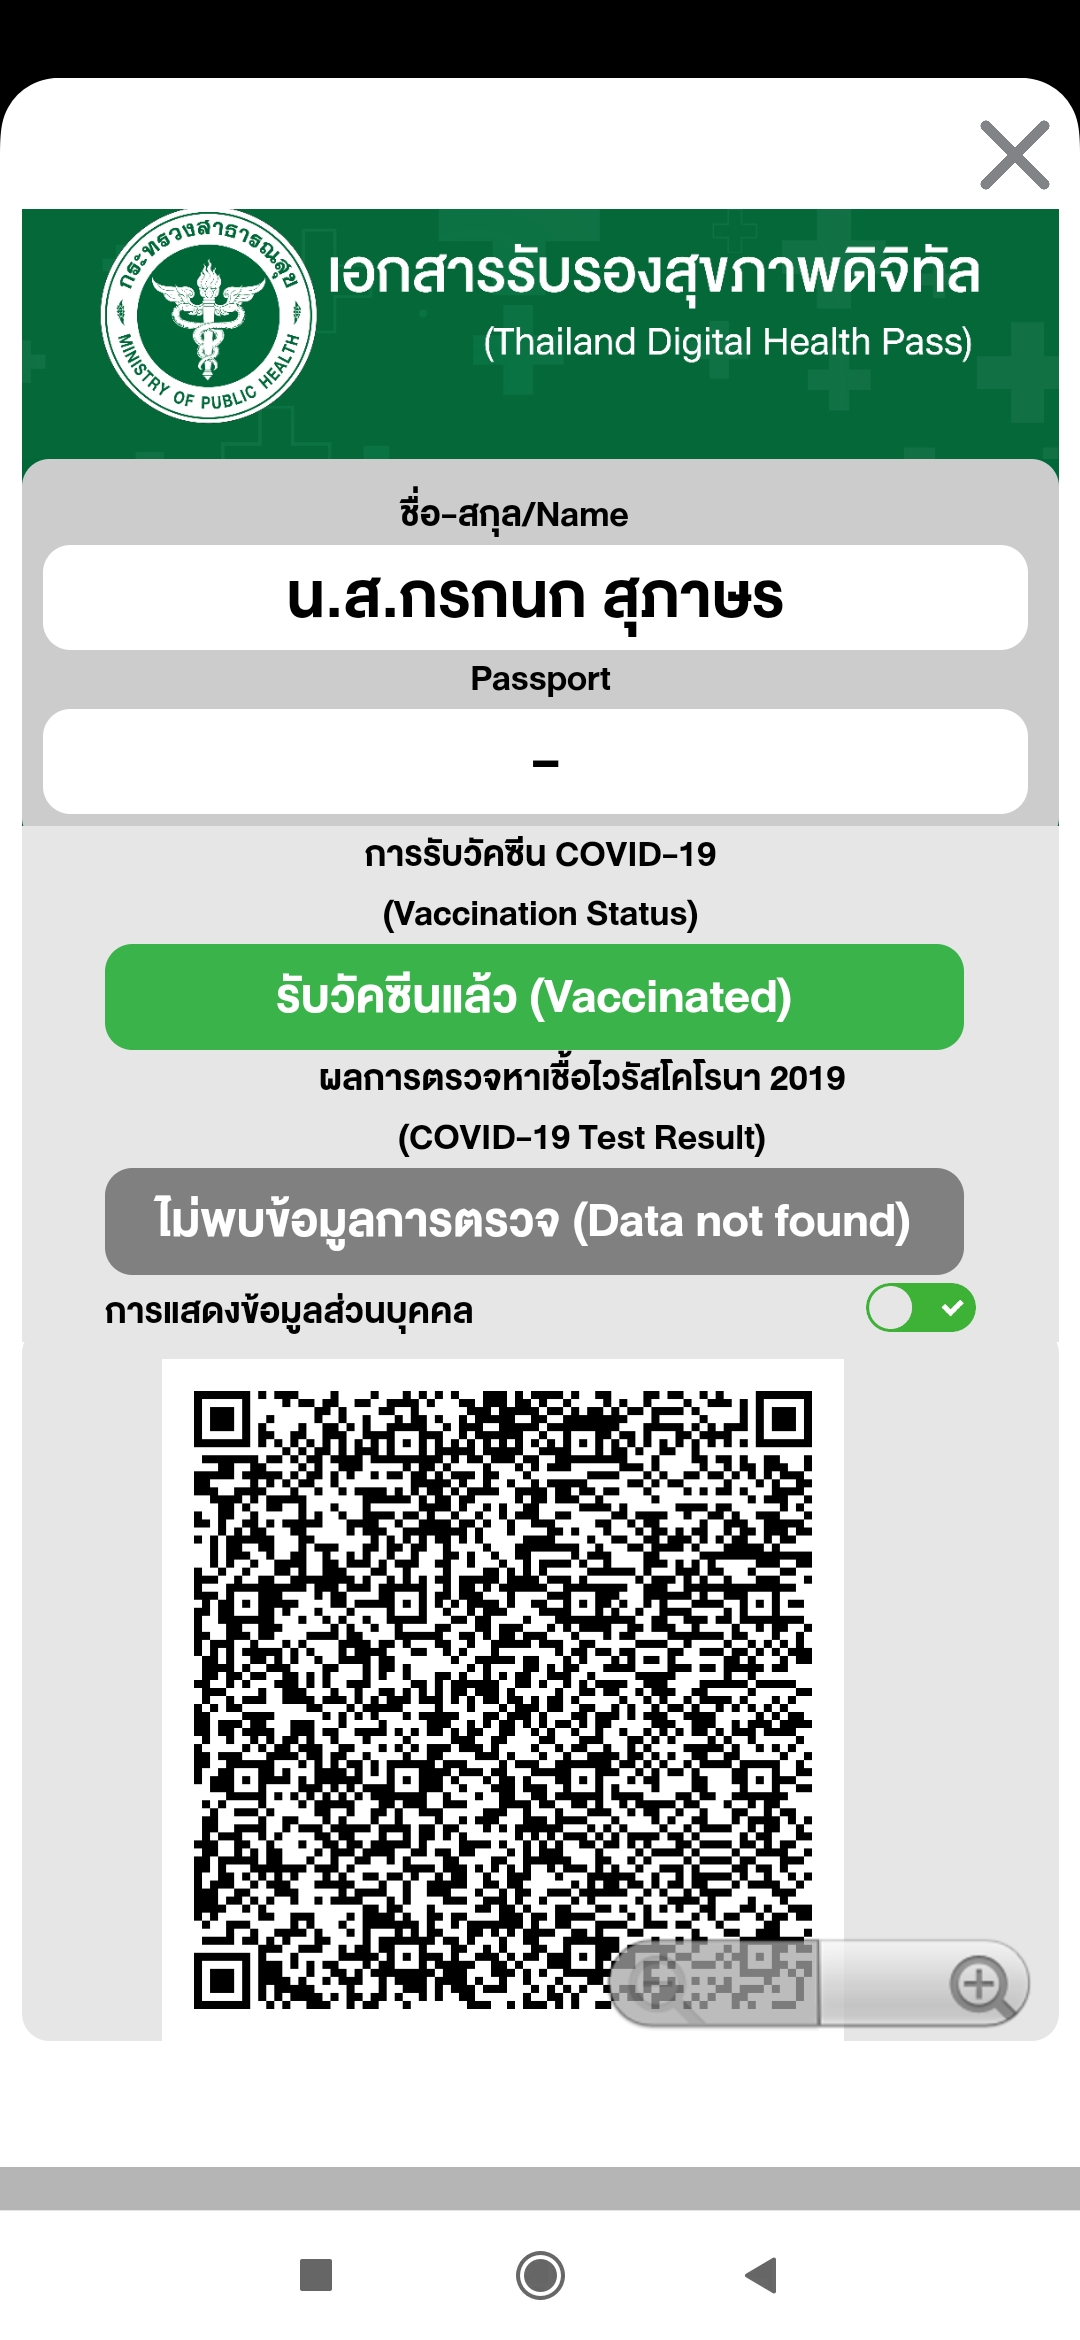 กระทรวงสาธารณสุข
MINISTRY OF PUBLIC HEALTH
เอกสารรับรองสุขภาพดิจิทัล
(Thailand Digital Health Pass)
ชื่อ-สกุล/Name
น.ส.กรกนก สุภาษร
Passport
-
การรับวัคซีน COVID-19
(Vaccination Status)
รับวัคซีนแล้ว (Vaccinated)
ผลการตรวจหาเชื้อไวรัสโคโรนา 2019
(COVID-19 Test Result)
ไม่พบข้อมูลการตรวจ (Data not found)
การแสดงข้อมูลส่วนบุคคล